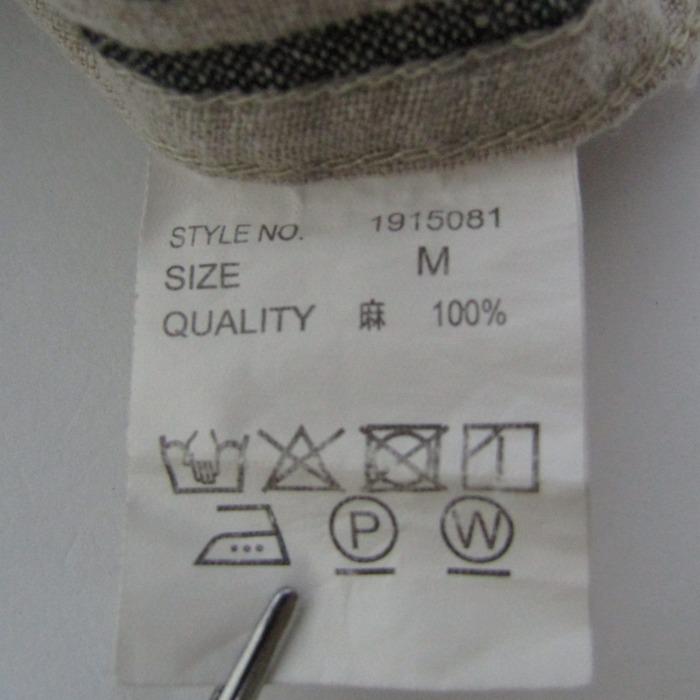 STYLE NO. 1915081
SIZE M
QUALITY 麻 100%
P W